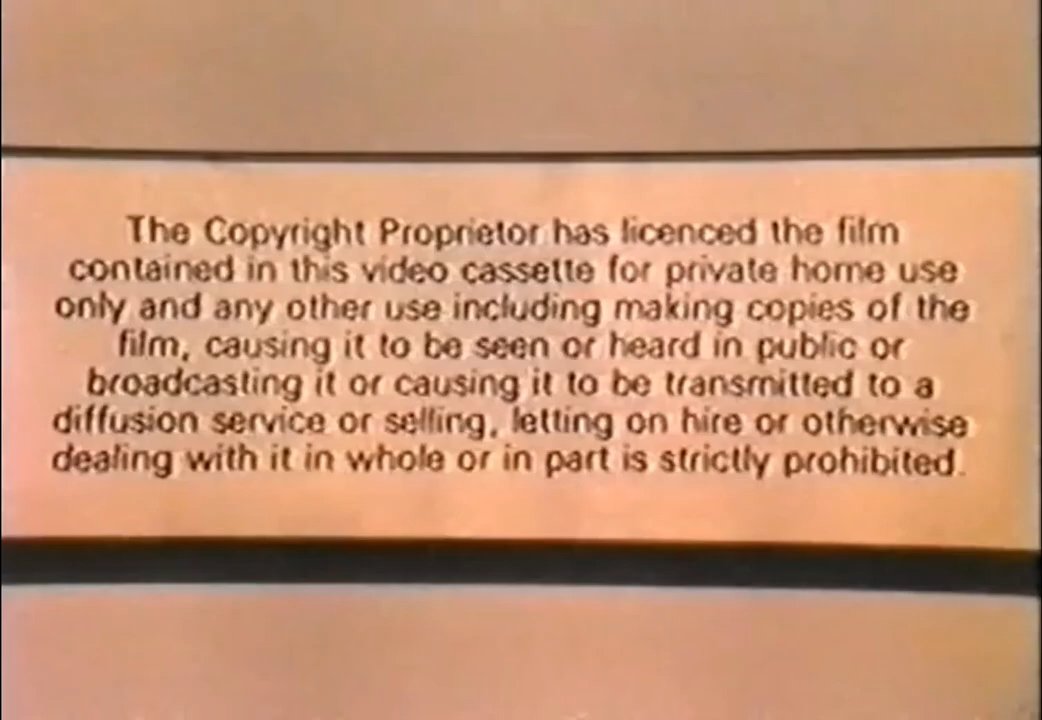 The Copyright Proprietor has licenced the film
contained in this video cassette for private home use
only and any other use including making copies of the
film, causing it to be seen or heard in public or
broadcasting it or causing it to be transmitted to a
diffusion service or selling, letting on hire or otherwise
dealing with it in whole or in part is strictly prohibited.